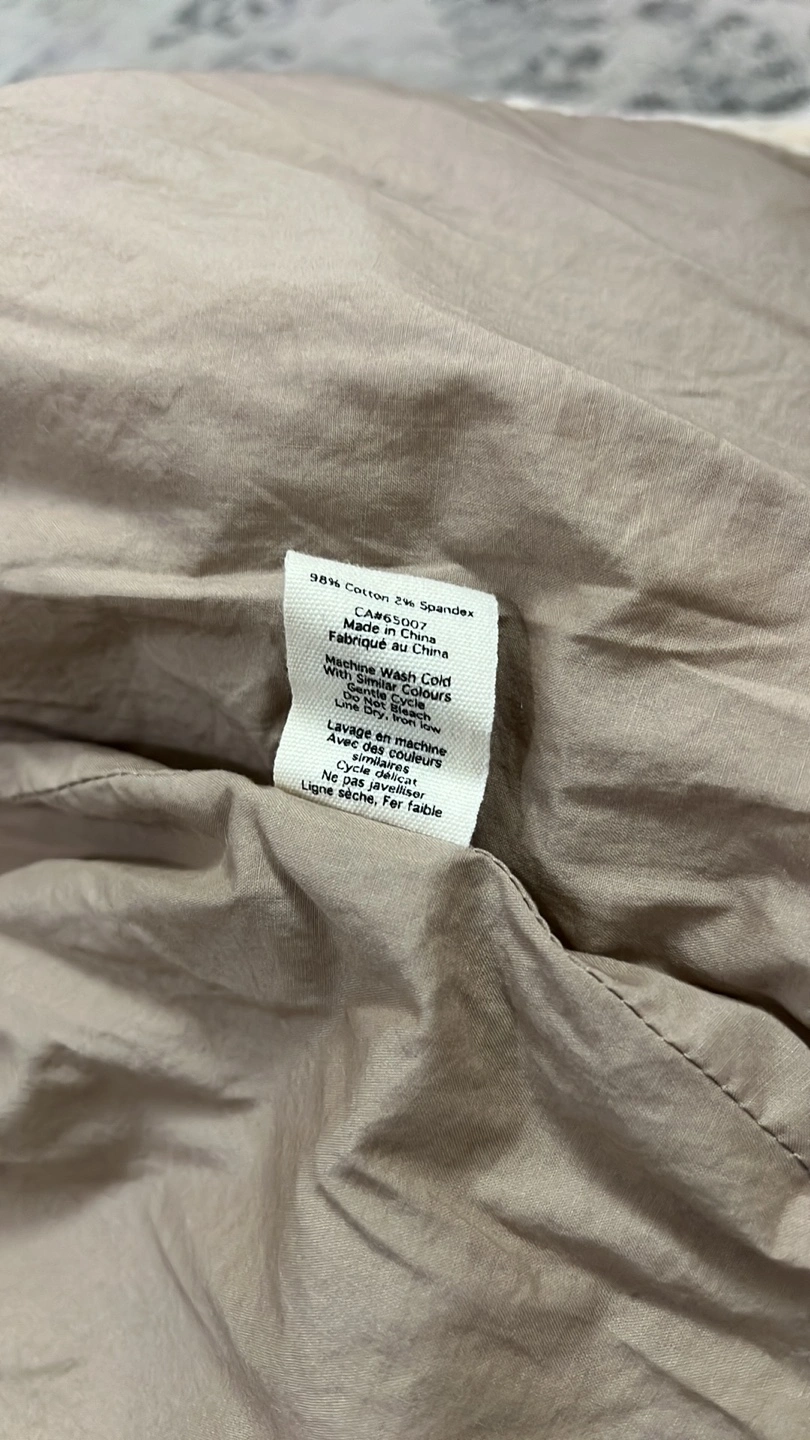 98% Cotton 2% Spandex
CA#65007
Made in China
Fabriqué au China
Machine Wash Cold
With Similar Colours
Gentle Cycle
Do Not Bleach
Line Dry, Iron low
Lavage en machine
Avec des couleurs
similaires
Cycle délicat
Ne pas javelliser
Ligne sèche, Fer faible